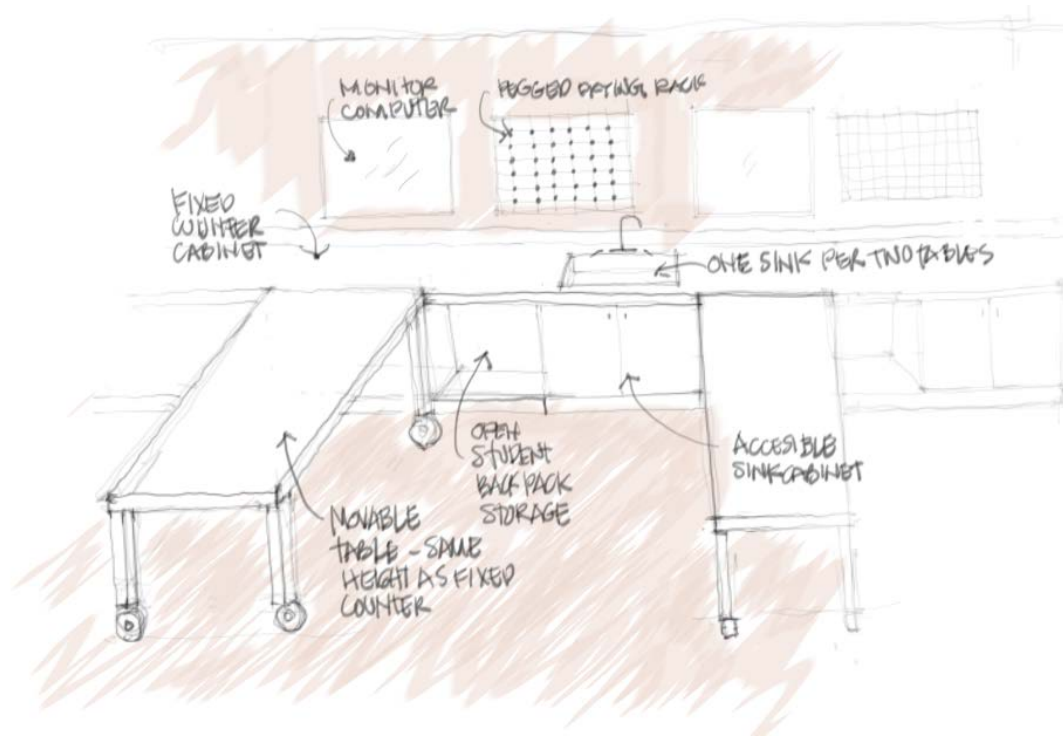 MONITOR
COMPUTER
PEGGED DRYING RACK
FIXED
COUNTER
CABINET
ONE SINK PER TWO TABLES
OPEN
STUDENT
BACKPACK
STORAGE
ACCESIBLE
SINK CABINET
MOVABLE
TABLE - SAME
HEIGHT AS FIXED
COUNTER